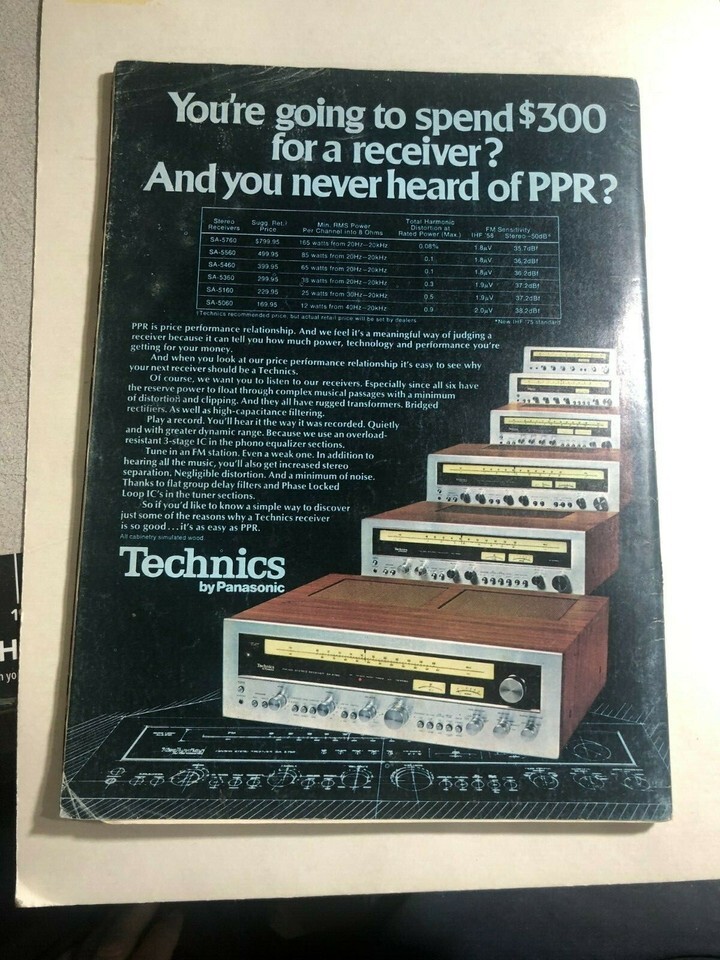 You're going to spend $300
for a receiver?
And you never heard of PPR?
Stereo Receivers Sugg. Ret.† Price Min. RMS Power Per Channel into 8 Ohms Total Harmonic Distortion at Rated Power (Max.) FM Sensitivity IHF '58 Stereo -50dB*
SA-5760 $799.95 165 watts from 20Hz–20kHz 0.08% 1.8µV 35.7dBf
SA-5560 499.95 85 watts from 20Hz–20kHz 0.1 1.8µV 36.2dBf
SA-5460 399.95 65 watts from 20Hz–20kHz 0.1 1.8µV 36.2dBf
SA-5360 299.95 38 watts from 20Hz–20kHz 0.3 1.9µV 37.2dBf
SA-5160 229.95 25 watts from 30Hz–20kHz 0.5 1.9µV 37.2dBf
SA-5060 169.95 12 watts from 40Hz–20kHz 0.9 2.0µV 38.2dBf
†Technics recommended price, but actual retail price will be set by dealers *New IHF '75 standard
PPR is price performance relationship. And we feel it's a meaningful way of judging a
receiver because it can tell you how much power, technology and performance you're
getting for your money.
And when you look at our price performance relationship it's easy to see why
your next receiver should be a Technics.
Of course, we want you to listen to our receivers. Especially since all six have
the reserve power to float through complex musical passages with a minimum
of distortion and clipping. And they all have rugged transformers. Bridged
rectifiers. As well as high-capacitance filtering.
Play a record. You'll hear it the way it was recorded. Quietly
and with greater dynamic range. Because we use an overload-
resistant 3-stage IC in the phono equalizer sections.
Tune in an FM station. Even a weak one. In addition to
hearing all the music, you'll also get increased stereo
separation. Negligible distortion. And a minimum of noise.
Thanks to flat group delay filters and Phase Locked
Loop IC's in the tuner sections.
So if you'd like to know a simple way to discover
just some of the reasons why a Technics receiver
is so good...it's as easy as PPR.
All cabinetry simulated wood.
Technics
by Panasonic
Technics